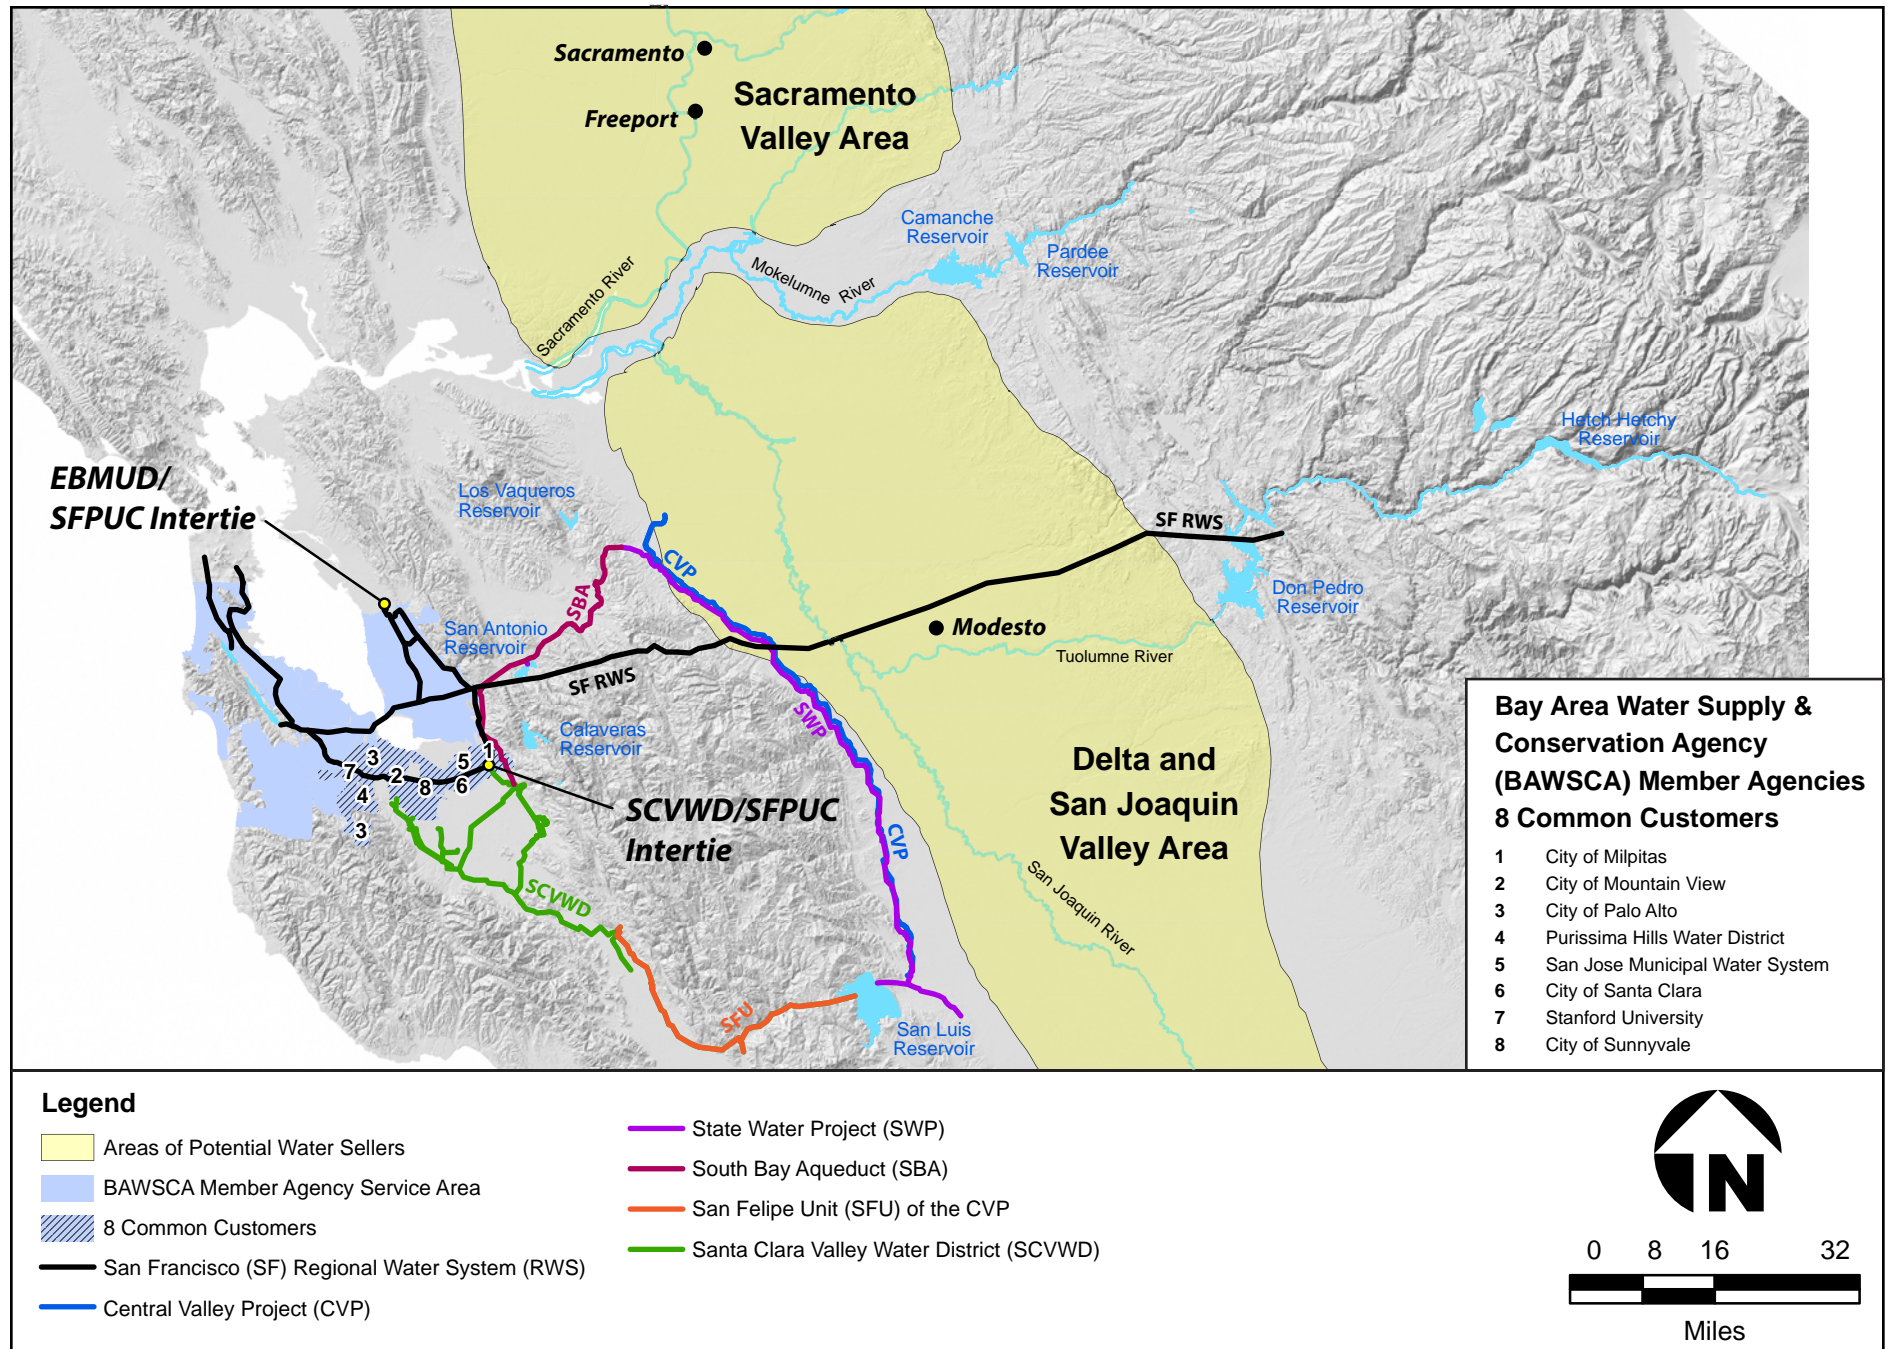 Sacramento
Freeport
Sacramento
Valley Area
Camanche
Reservoir
Pardee
Reservoir
Mokelumne River
Sacramento River
Hetch Hetchy
Reservoir
EBMUD/
SFPUC Intertie
Los Vaqueros
Reservoir
SF RWS
CVP
SBA
Don Pedro
Reservoir
Modesto
San Antonio
Reservoir
Tuolumne River
SF RWS
SWP
Calaveras
Reservoir
Delta and
San Joaquin
Valley Area
1
3
5
7
2
6
8
4
3
SCVWD/SFPUC
Intertie
CVP
SCVWD
San Joaquin River
SFU
San Luis
Reservoir
Bay Area Water Supply &
Conservation Agency
(BAWSCA) Member Agencies
8 Common Customers
1 City of Milpitas
2 City of Mountain View
3 City of Palo Alto
4 Purissima Hills Water District
5 San Jose Municipal Water System
6 City of Santa Clara
7 Stanford University
8 City of Sunnyvale
Legend
Areas of Potential Water Sellers
BAWSCA Member Agency Service Area
8 Common Customers
San Francisco (SF) Regional Water System (RWS)
Central Valley Project (CVP)
State Water Project (SWP)
South Bay Aqueduct (SBA)
San Felipe Unit (SFU) of the CVP
Santa Clara Valley Water District (SCVWD)
N
0 8 16 32
Miles